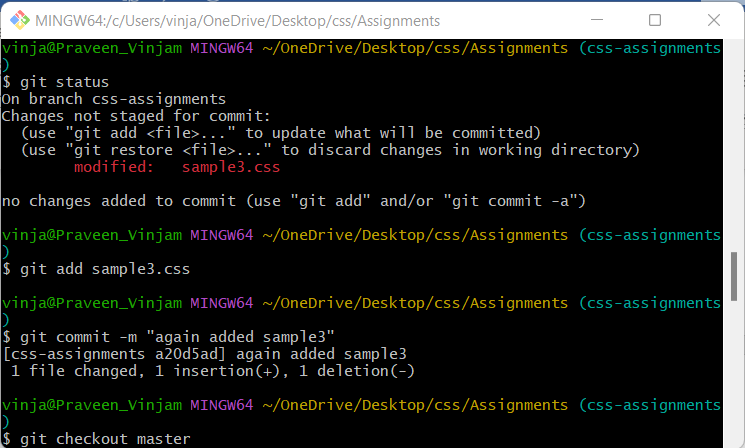 MINGW64:/c/Users/vinja/OneDrive/Desktop/css/Assignments
vinja@Praveen_Vinjam MINGW64 ~/OneDrive/Desktop/css/Assignments (css-assignments
)
$ git status
On branch css-assignments
Changes not staged for commit:
  (use "git add <file>..." to update what will be committed)
  (use "git restore <file>..." to discard changes in working directory)
        modified:   sample3.css
no changes added to commit (use "git add" and/or "git commit -a")
vinja@Praveen_Vinjam MINGW64 ~/OneDrive/Desktop/css/Assignments (css-assignments
)
$ git add sample3.css
vinja@Praveen_Vinjam MINGW64 ~/OneDrive/Desktop/css/Assignments (css-assignments
)
$ git commit -m "again added sample3"
[css-assignments a20d5ad] again added sample3
 1 file changed, 1 insertion(+), 1 deletion(-)
vinja@Praveen_Vinjam MINGW64 ~/OneDrive/Desktop/css/Assignments (css-assignments
)
$ git checkout master